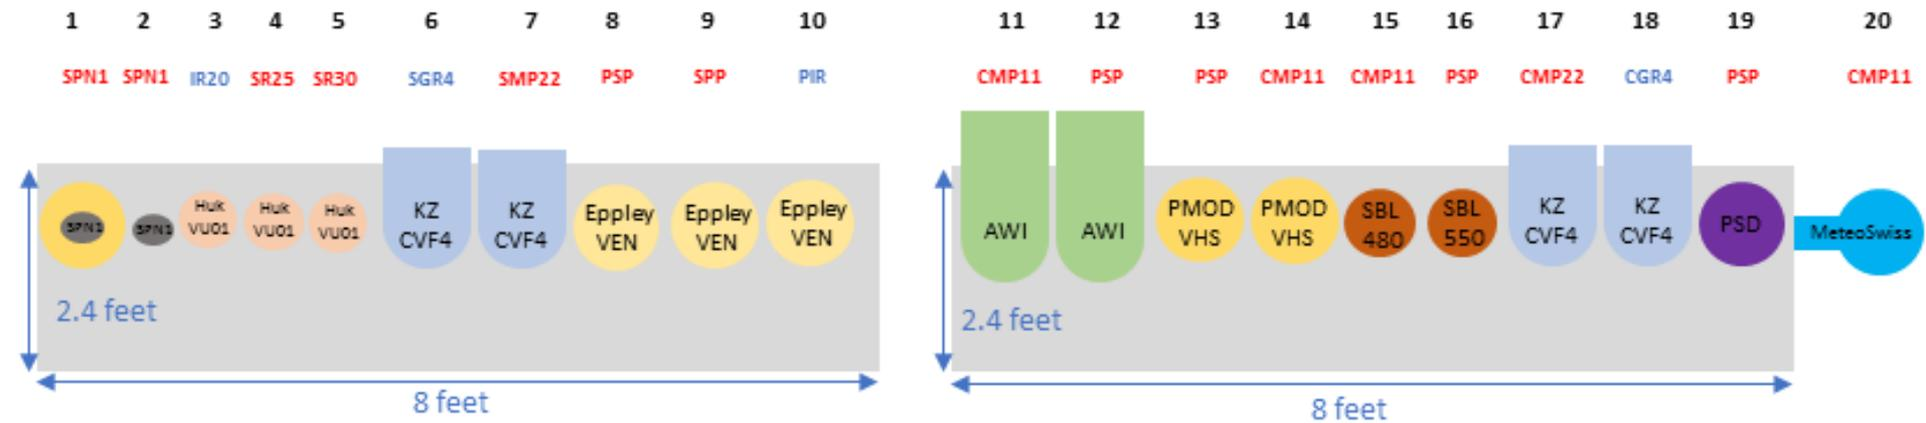 1 2 3 4 5 6 7 8 9 10 11 12 13 14 15 16 17 18 19 20
SPN1 SPN1 IR20 SR25 SR30 SGR4 SMP22 PSP SPP PIR CMP11 PSP PSP CMP11 CMP11 PSP CMP22 CGR4 PSP CMP11
SPN1
SPN1
Huk
VU01
Huk
VU01
Huk
VU01
KZ
CVF4
KZ
CVF4
Eppley
VEN
Eppley
VEN
Eppley
VEN
2.4 feet
8 feet
AWI
AWI
PMOD
VHS
PMOD
VHS
SBL
480
SBL
550
KZ
CVF4
KZ
CVF4
PSD
MeteoSwiss
2.4 feet
8 feet